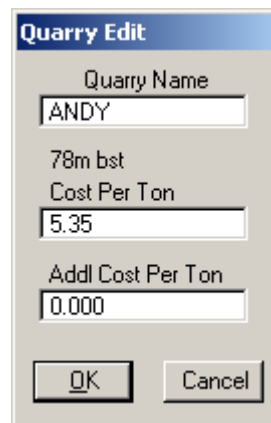 Quarry Edit
Quarry Name
ANDY
78m bst
Cost Per Ton
5.35
Addl Cost Per Ton
0.000
OK
Cancel